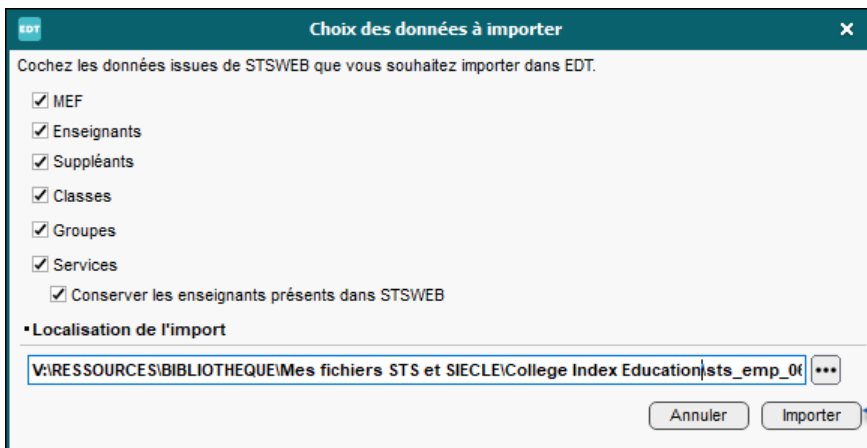 EDT
Choix des données à importer
Cochez les données issues de STSWEB que vous souhaitez importer dans EDT.
MEF
Enseignants
Suppléants
Classes
Groupes
Services
Conserver les enseignants présents dans STSWEB
Localisation de l'import
V:\RESSOURCES\BIBLIOTHEQUE\Mes fichiers STS et SIECLE\College Index Education\sts_emp_06
Annuler Importer